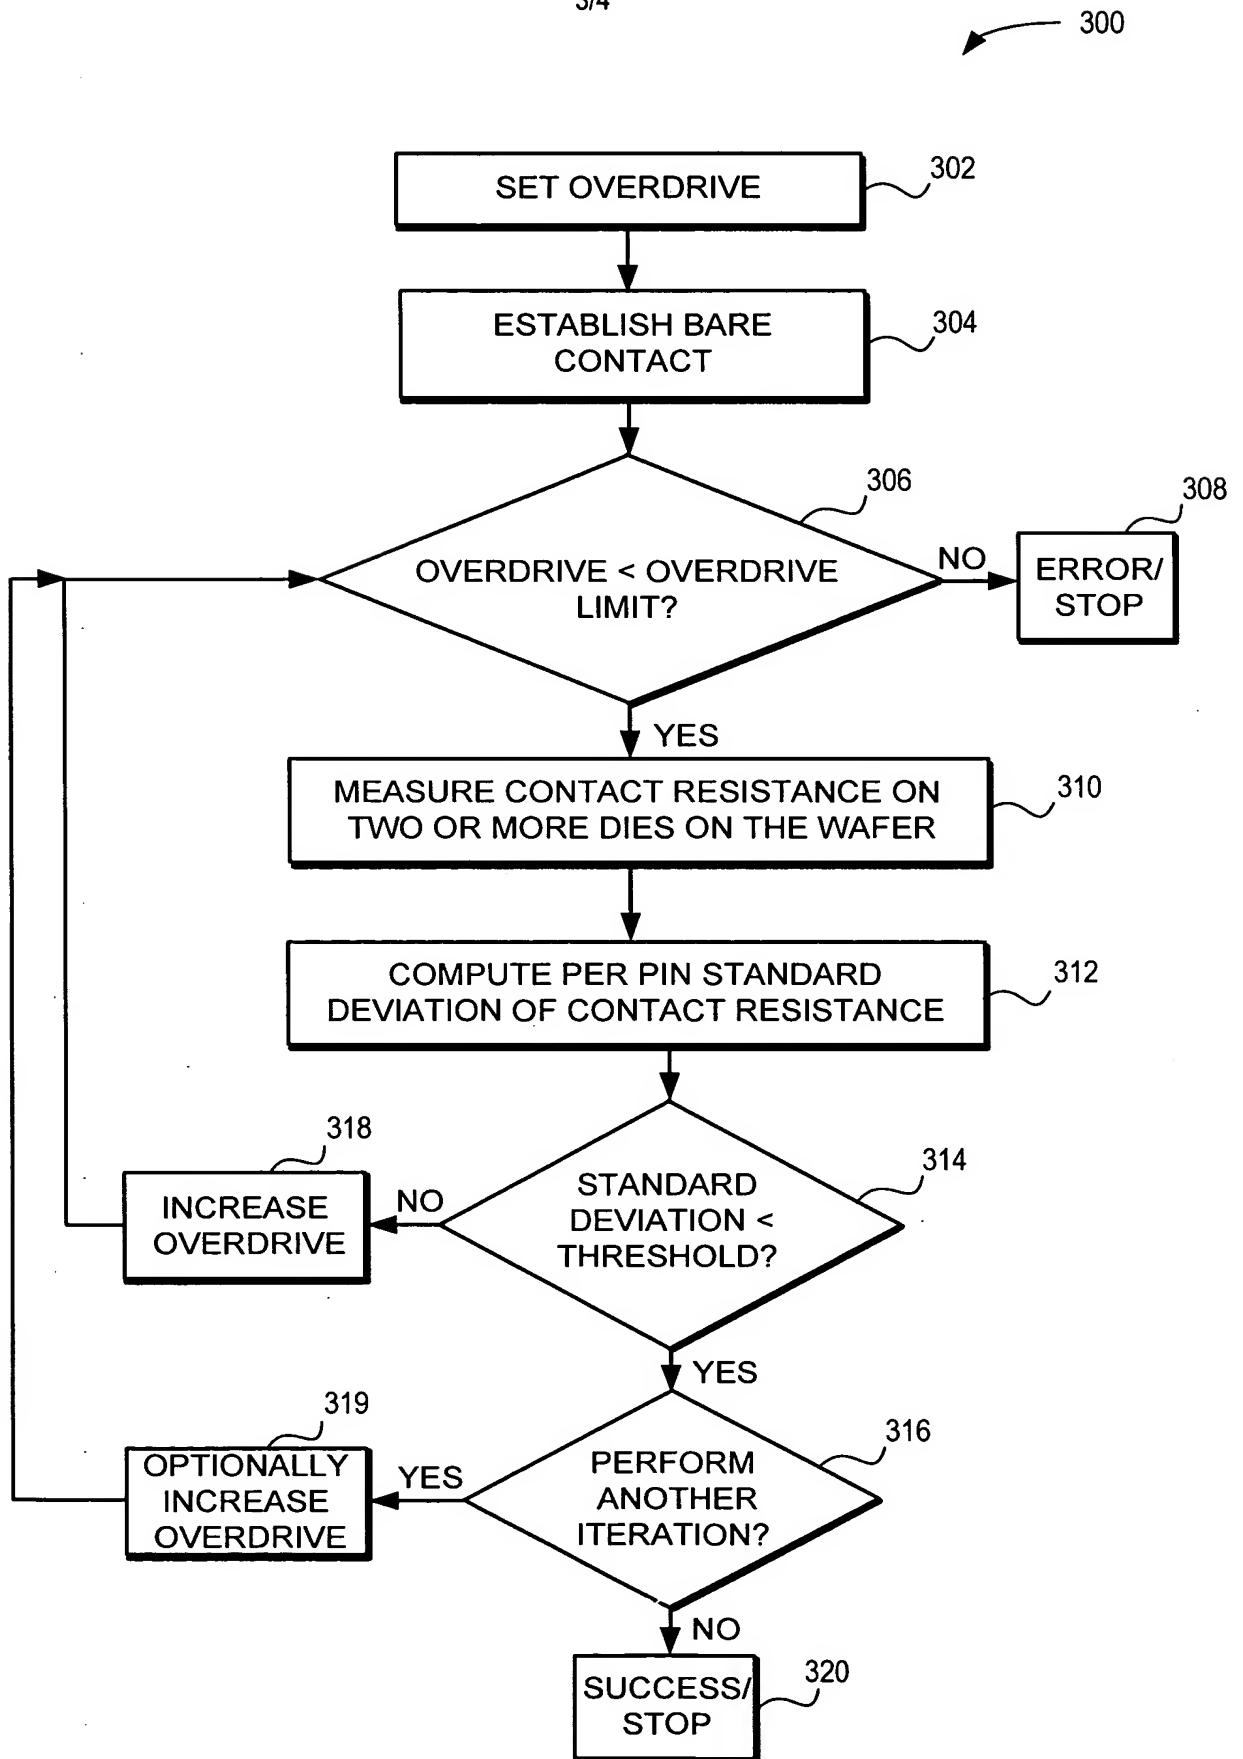 3/4
300
SET OVERDRIVE
302
ESTABLISH BARE
CONTACT
304
306
OVERDRIVE < OVERDRIVE
LIMIT?
NO
308
ERROR/
STOP
YES
MEASURE CONTACT RESISTANCE ON
TWO OR MORE DIES ON THE WAFER
310
COMPUTE PER PIN STANDARD
DEVIATION OF CONTACT RESISTANCE
312
STANDARD
DEVIATION <
THRESHOLD?
314
NO
318
INCREASE
OVERDRIVE
YES
PERFORM
ANOTHER
ITERATION?
316
YES
319
OPTIONALLY
INCREASE
OVERDRIVE
NO
SUCCESS/
STOP
320